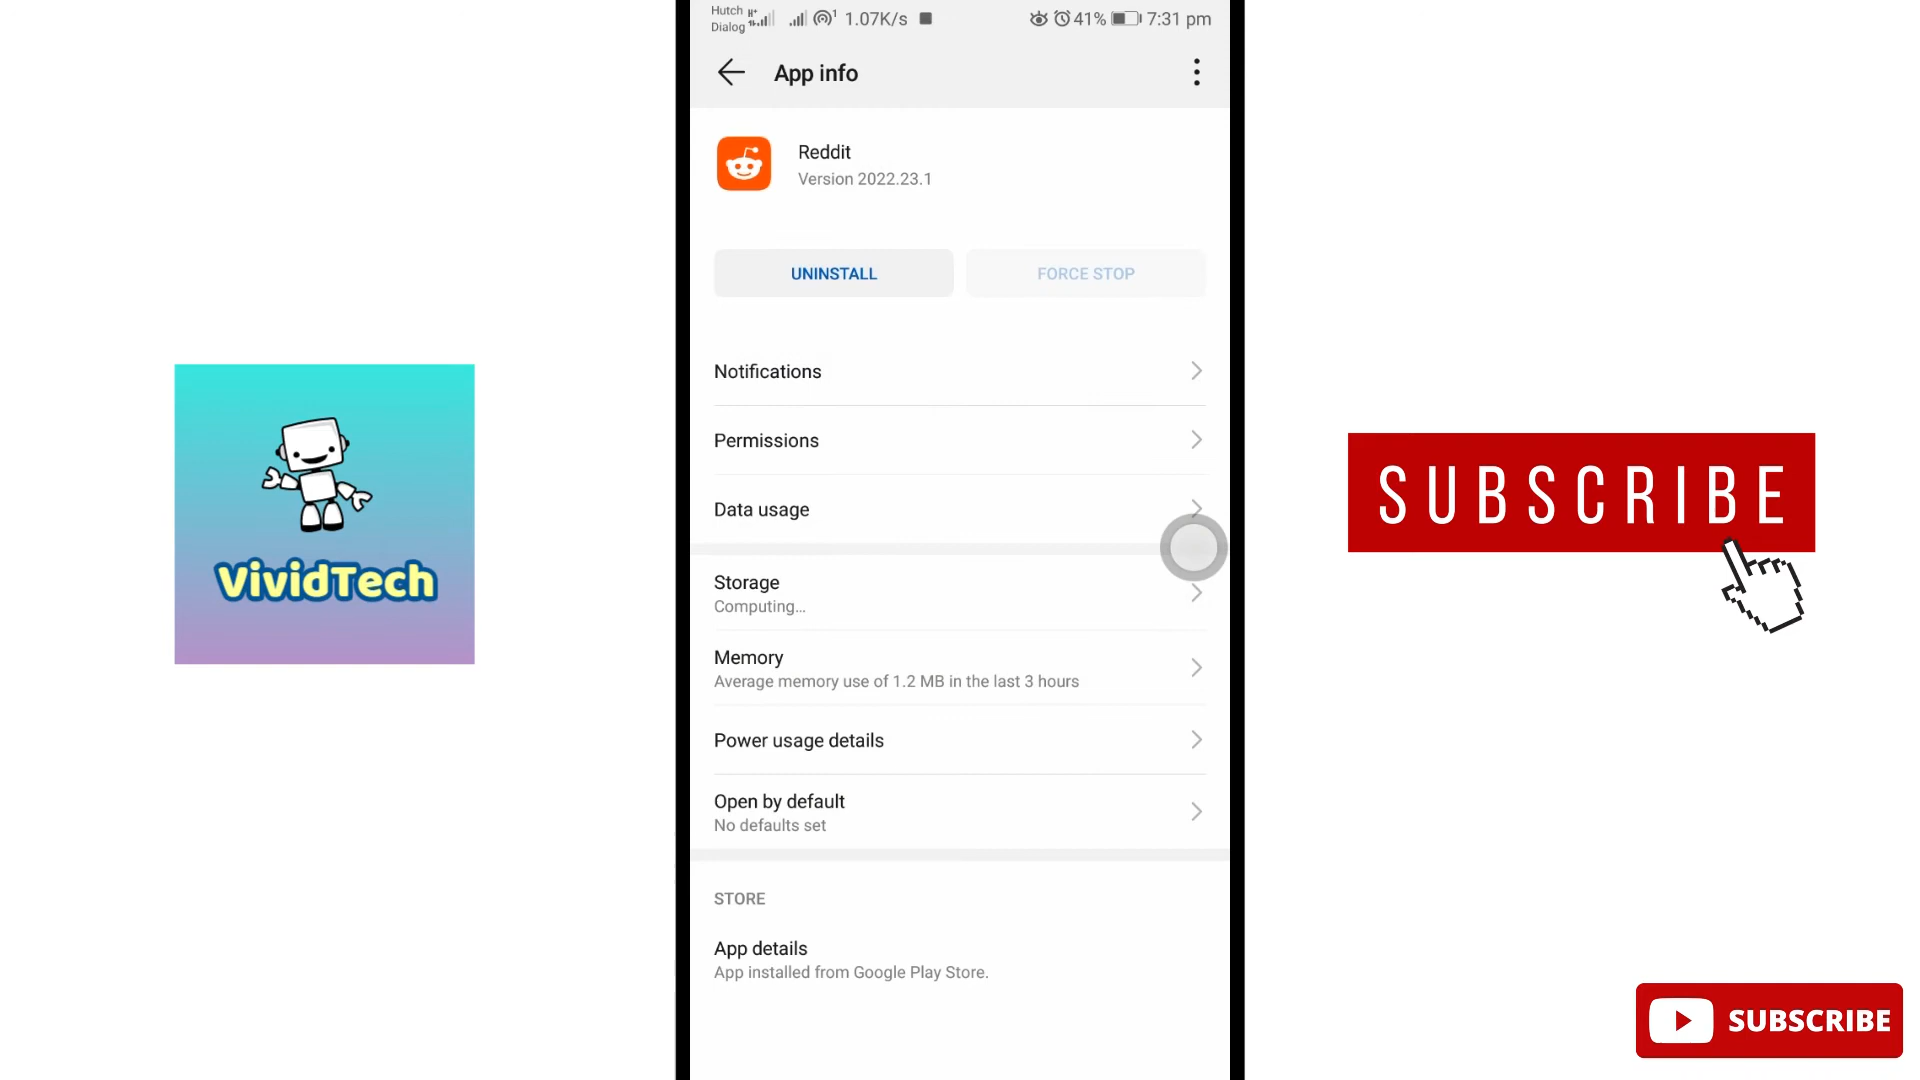 Hutch
Dialog
1.07K/s
41%
7:31 pm
App info
Reddit
Version 2022.23.1
UNINSTALL
FORCE STOP
Notifications
Permissions
Data usage
Storage
Computing...
Memory
Average memory use of 1.2 MB in the last 3 hours
Power usage details
Open by default
No defaults set
STORE
App details
App installed from Google Play Store.
VividTech
SUBSCRIBE
SUBSCRIBE